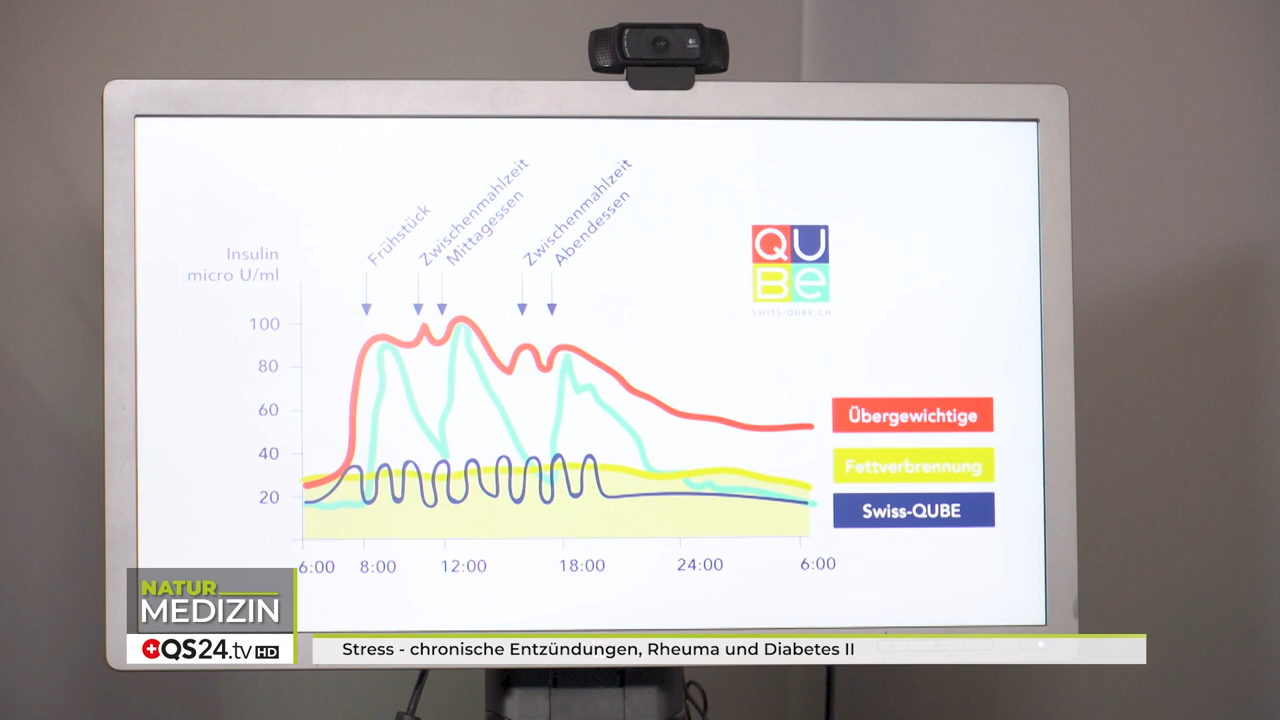 Frühstück
Zwischenmahlzeit
Mittagessen
Zwischenmahlzeit
Abendessen
Insulin
micro U/ml
100
80
60
40
20
6:00 8:00 12:00 18:00 24:00 6:00
QU
Be
SWISS-QUBE.CH
Übergewichtige
Fettverbrennung
Swiss-QUBE
NATUR
MEDIZIN
QS24.tv HD
Stress - chronische Entzündungen, Rheuma und Diabetes II